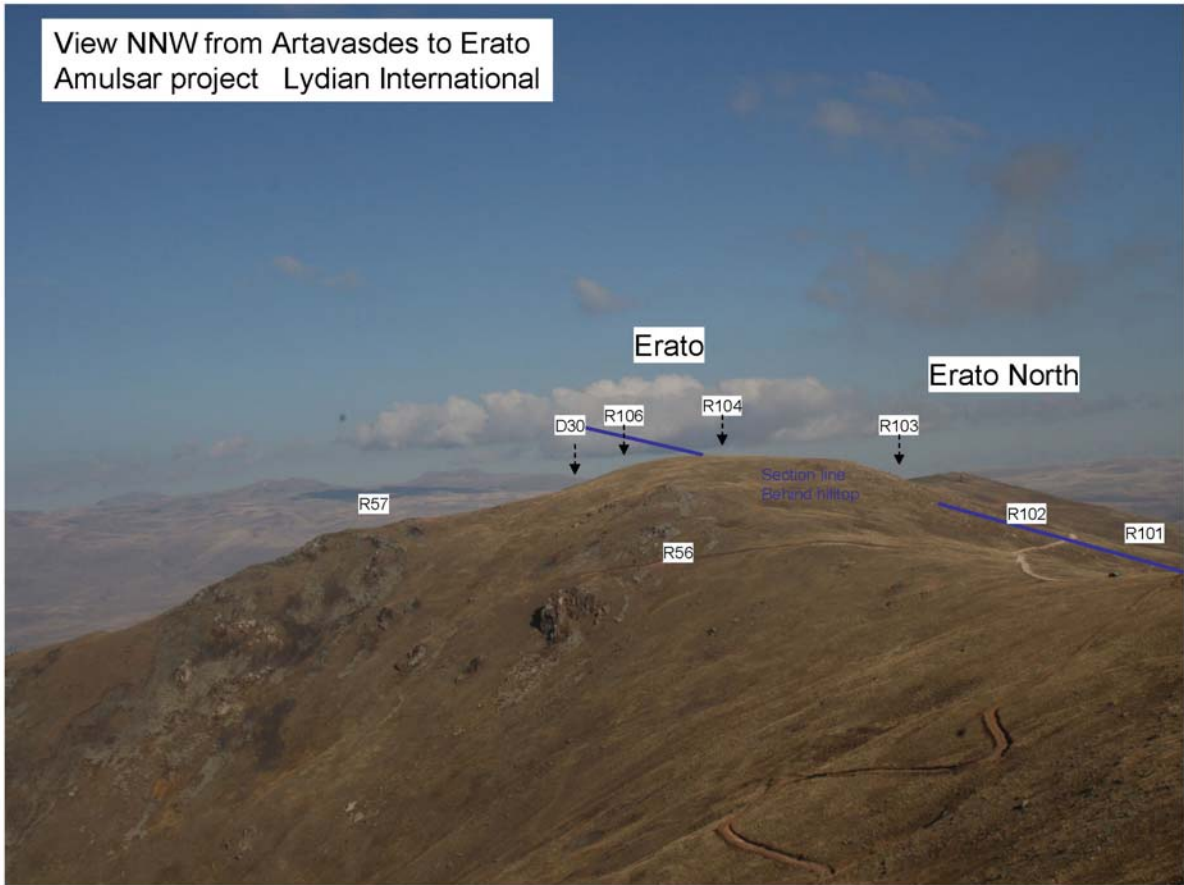 View NNW from Artavasdes to Erato
Amulsar project Lydian International
Erato
Erato North
D30
R106
R104
R103
Section line
Behind hilltop
R57
R102
R101
R56